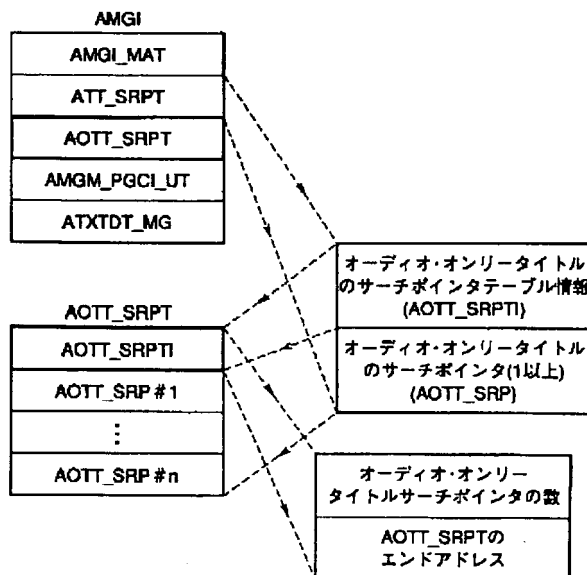 AMGI
AMGI_MAT
ATT_SRPT
AOTT_SRPT
AMGM_PGCI_UT
ATXTDT_MG
オーディオ・オンリータイトル
のサーチポインタテーブル情報
(AOTT_SRPTI)
オーディオ・オンリータイトル
のサーチポインタ(1以上)
(AOTT_SRP)
AOTT_SRPT
AOTT_SRPTI
AOTT_SRP#1
⋮
AOTT_SRP#n
オーディオ・オンリー
タイトルサーチポインタの数
AOTT_SRPTの
エンドアドレス